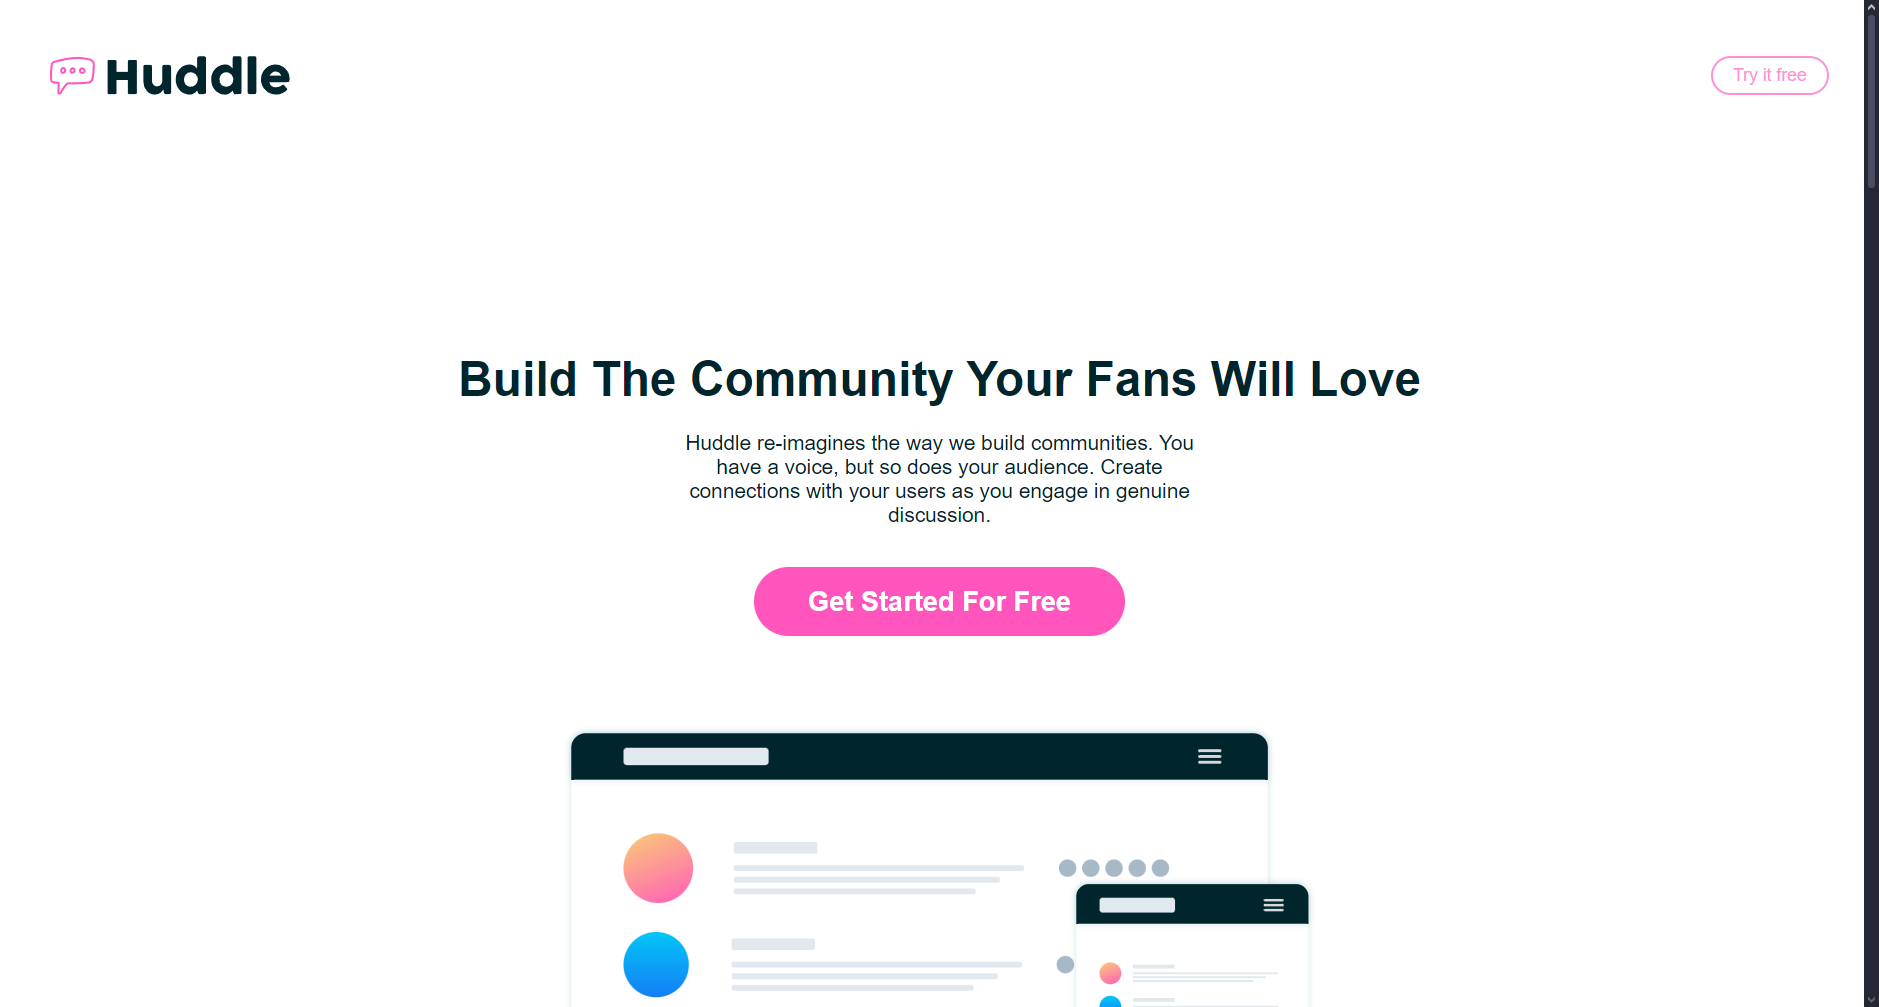 Huddle
Try it free
Build The Community Your Fans Will Love
Huddle re-imagines the way we build communities. You
have a voice, but so does your audience. Create
connections with your users as you engage in genuine
discussion.
Get Started For Free